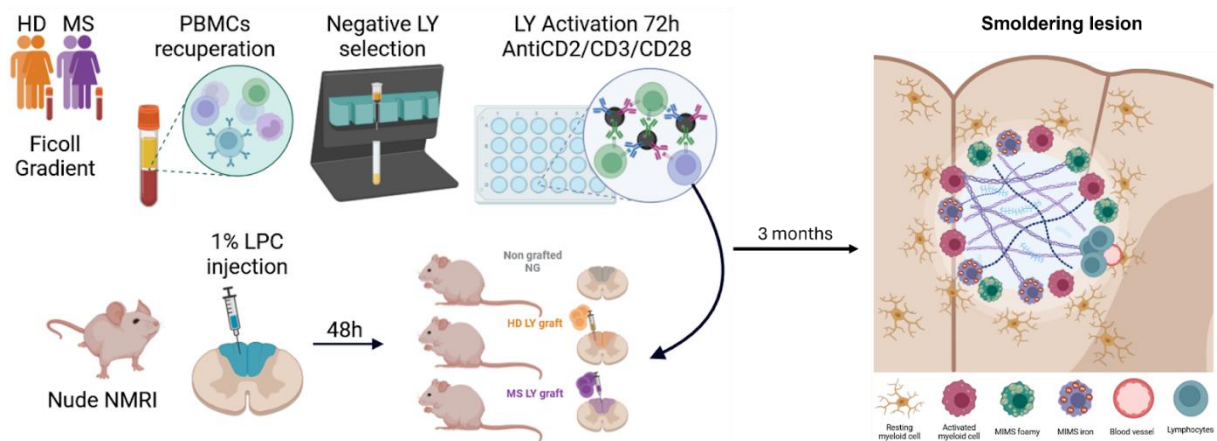 HD
MS
Ficoll
Gradient
PBMCs
recuperation
Negative LY
selection
LY Activation 72h
AntiCD2/CD3/CD28
Nude NMRI
1% LPC
injection
48h
Non grafted
NG
HD LY graft
MS LY graft
3 months
Smoldering lesion
Resting
myeloid cell
Activated
myeloid cell
MIMS foamy
MIMS iron
Blood vessel
Lymphocytes